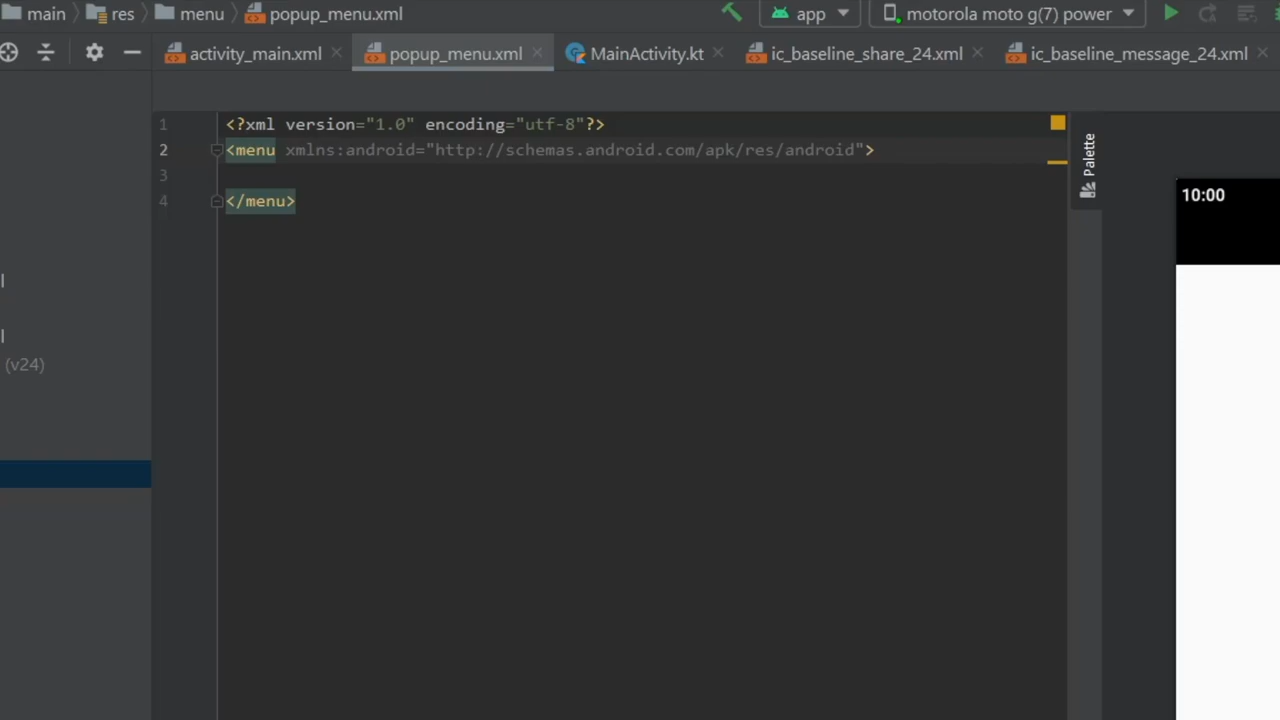 main res menu popup_menu.xml app motorola moto g(7) power
activity_main.xml popup_menu.xml MainActivity.kt ic_baseline_share_24.xml ic_baseline_message_24.xml
1 <?xml version="1.0" encoding="utf-8"?>
2 <menu xmlns:android="http://schemas.android.com/apk/res/android">
3
4 </menu>
Palette
10:00
l
l
(v24)